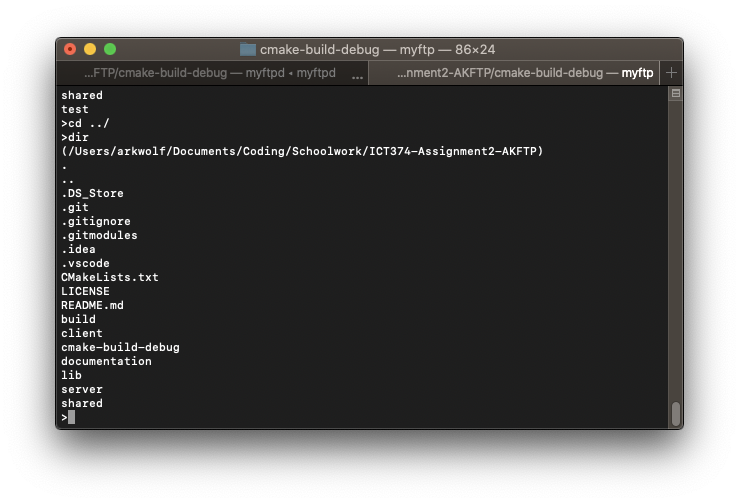 cmake-build-debug — myftp — 86×24
...FTP/cmake-build-debug — myftpd • myftpd ...
...nment2-AKFTP/cmake-build-debug — myftp +
shared
test
>cd ../
>dir
(/Users/arkwolf/Documents/Coding/Schoolwork/ICT374-Assignment2-AKFTP)
.
..
.DS_Store
.git
.gitignore
.gitmodules
.idea
.vscode
CMakeLists.txt
LICENSE
README.md
build
client
cmake-build-debug
documentation
lib
server
shared
>